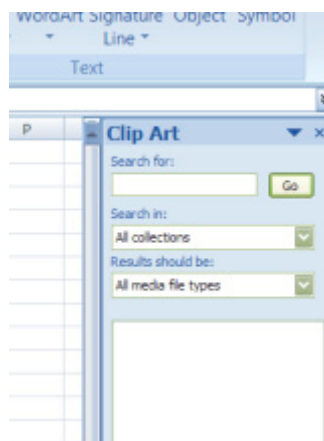 WordArt Signature Object Symbol
Line
Text
P
Clip Art
Search for:
Go
Search in:
All collections
Results should be:
All media file types